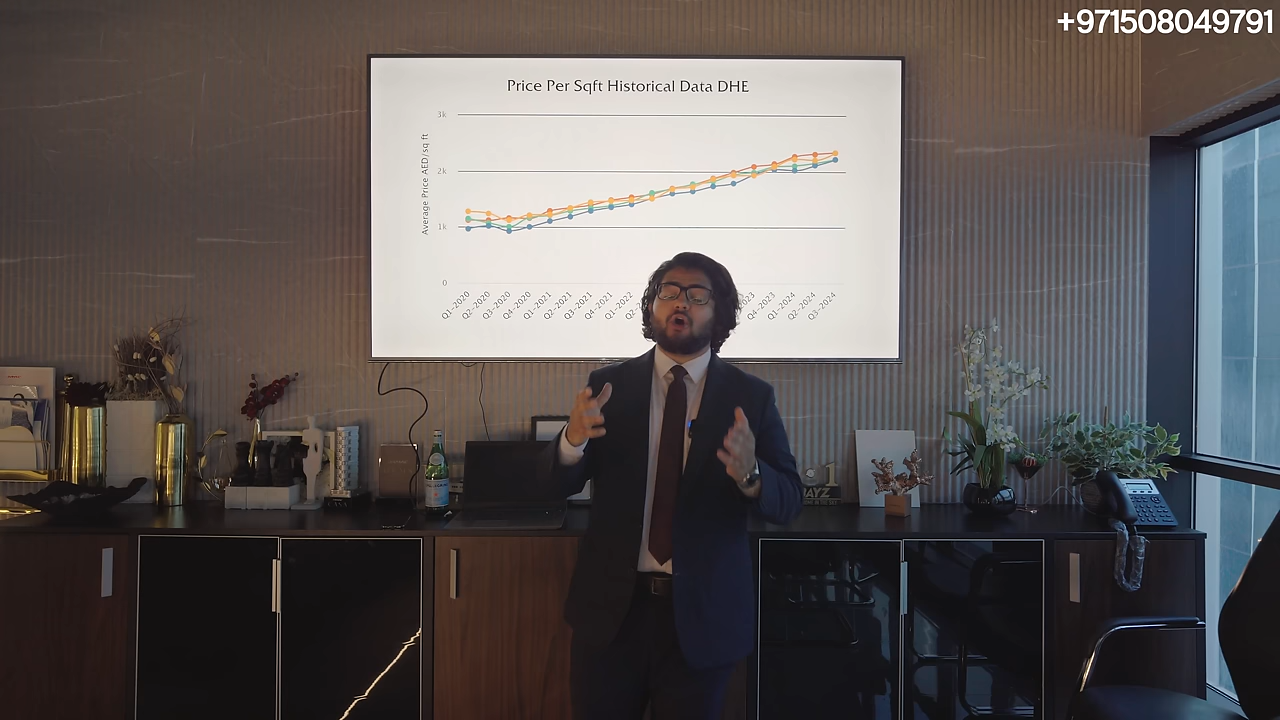 +971508049791
Price Per Sqft Historical Data DHE
3k
2k
1k
0
Average Price AED/sq ft
Q1-2020
Q2-2020
Q3-2020
Q4-2020
Q1-2021
Q2-2021
Q3-2021
Q4-2021
Q1-2022
Q4-2023
Q1-2024
Q2-2024
Q3-2024